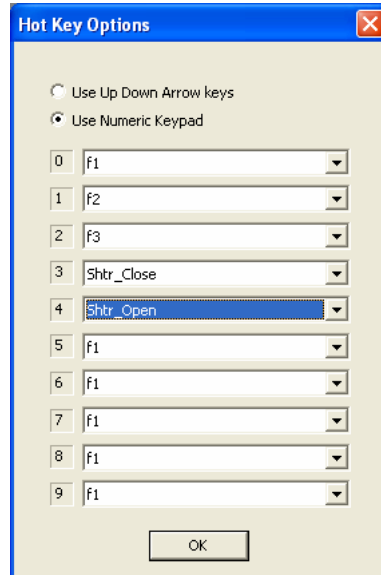 Hot Key Options
Use Up Down Arrow keys
Use Numeric Keypad
0 f1
1 f2
2 f3
3 Shtr_Close
4 Shtr_Open
5 f1
6 f1
7 f1
8 f1
9 f1
OK